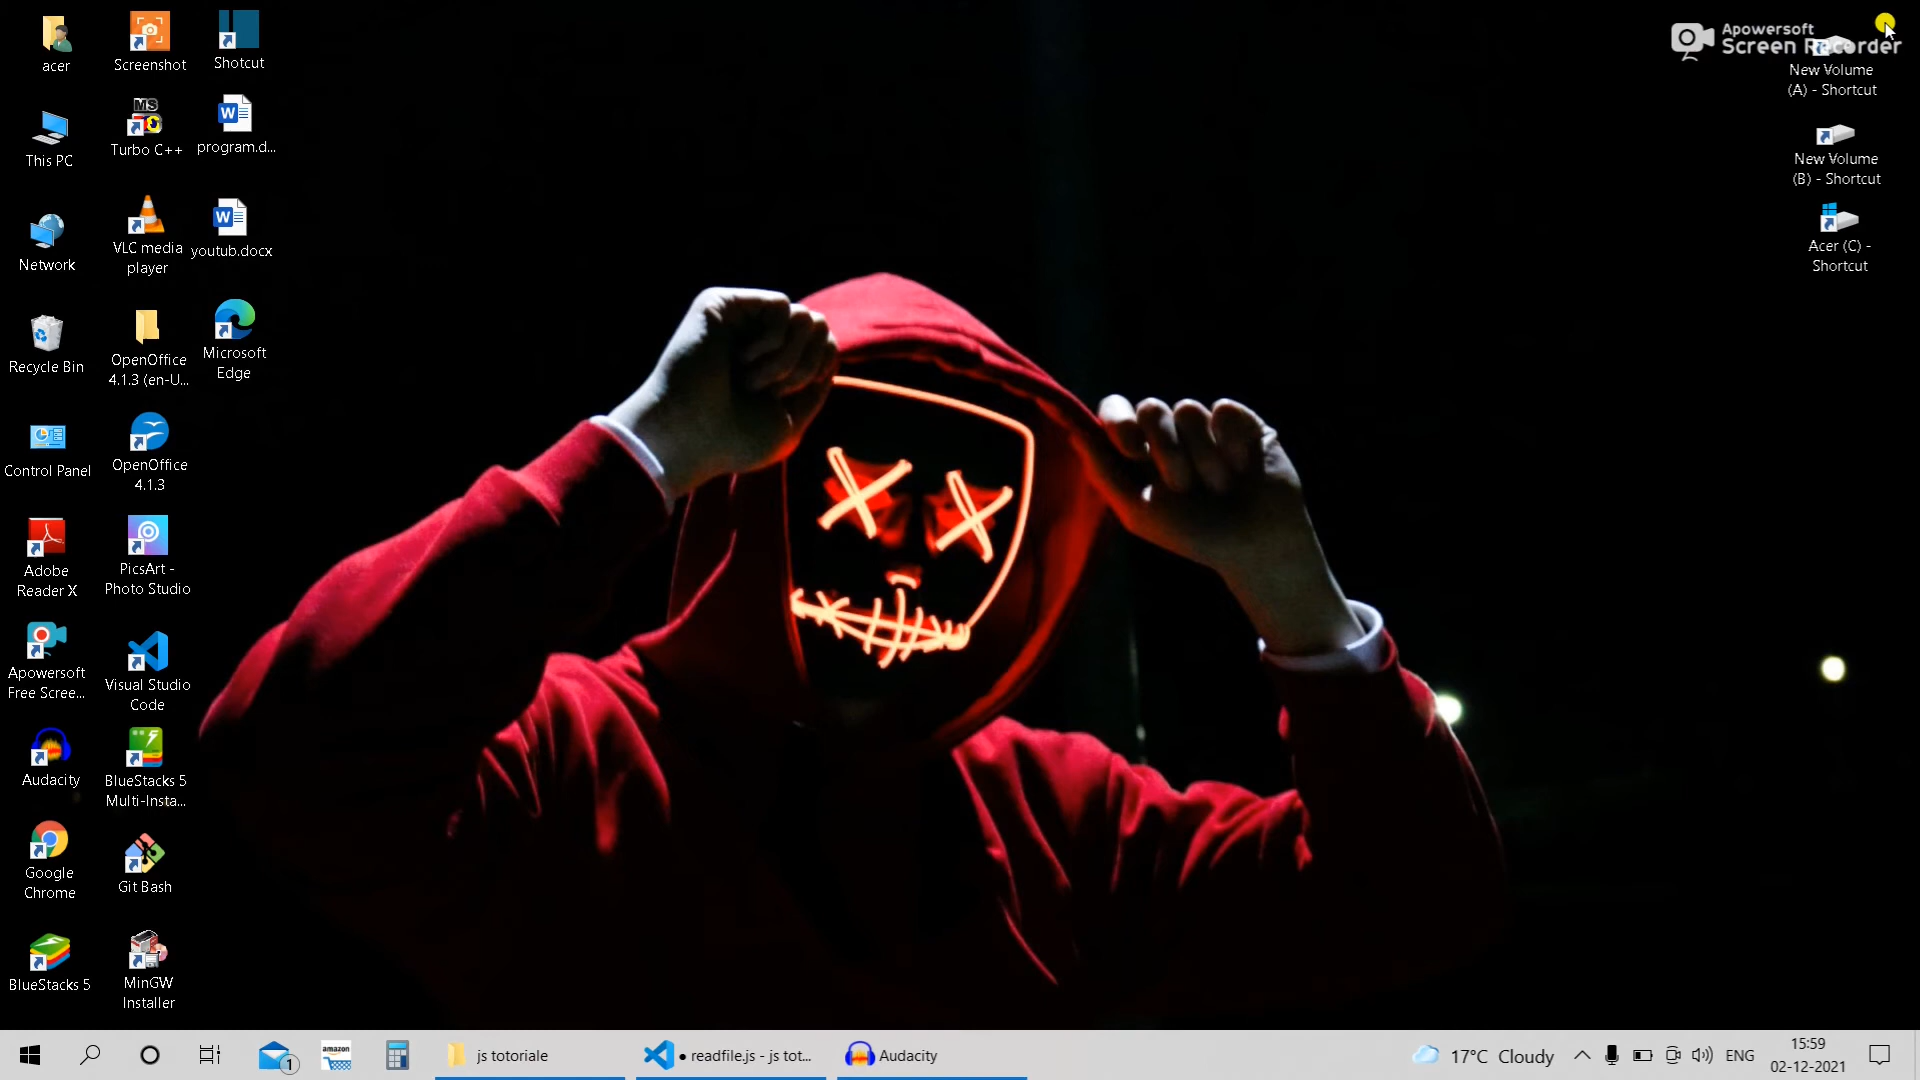 acer
Screenshot
Shotcut
This PC
MS
Turbo C++
program.d...
Network
VLC media
player
youtub.docx
Recycle Bin
OpenOffice
4.1.3 (en-U...
Microsoft
Edge
Control Panel
OpenOffice
4.1.3
Adobe
Reader X
PicsArt -
Photo Studio
Apowersoft
Free Scree...
Visual Studio
Code
Audacity
BlueStacks 5
Multi-Insta...
Google
Chrome
Git Bash
BlueStacks 5
MinGW
Installer
Apowersoft
Screen Recorder
New Volume
(A) - Shortcut
New Volume
(B) - Shortcut
Acer (C) -
Shortcut
1
amazon
js totoriale
● readfile.js - js tot...
Audacity
17°C Cloudy
ENG
15:59
02-12-2021